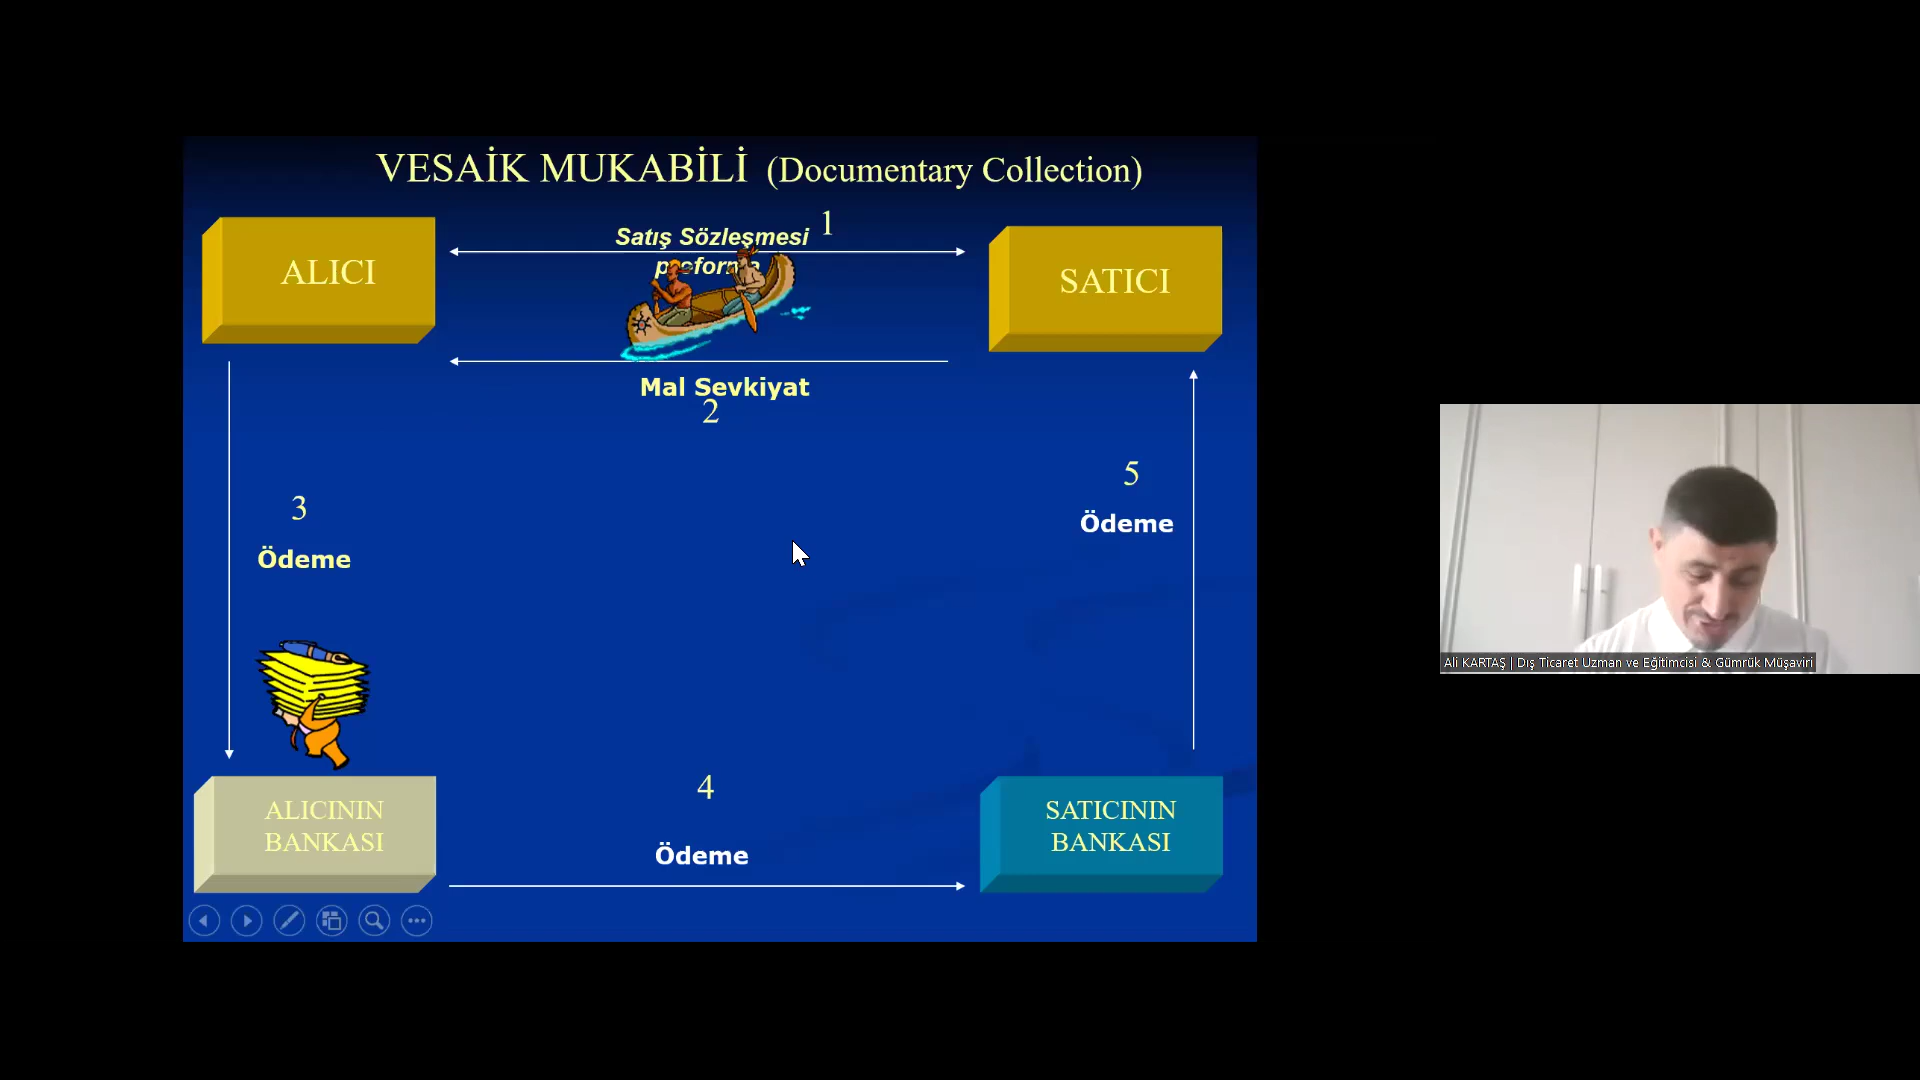 VESAİK MUKABİLİ (Documentary Collection)
1
Satış Sözleşmesi
ALICI
SATICI
Mal Sevkiyat
2
3
Ödeme
5
Ödeme
ALICININ
BANKASI
4
Ödeme
SATICININ
BANKASI
Ali KARTAŞ | Dış Ticaret Uzman ve Eğitimcisi & Gümrük Müşaviri